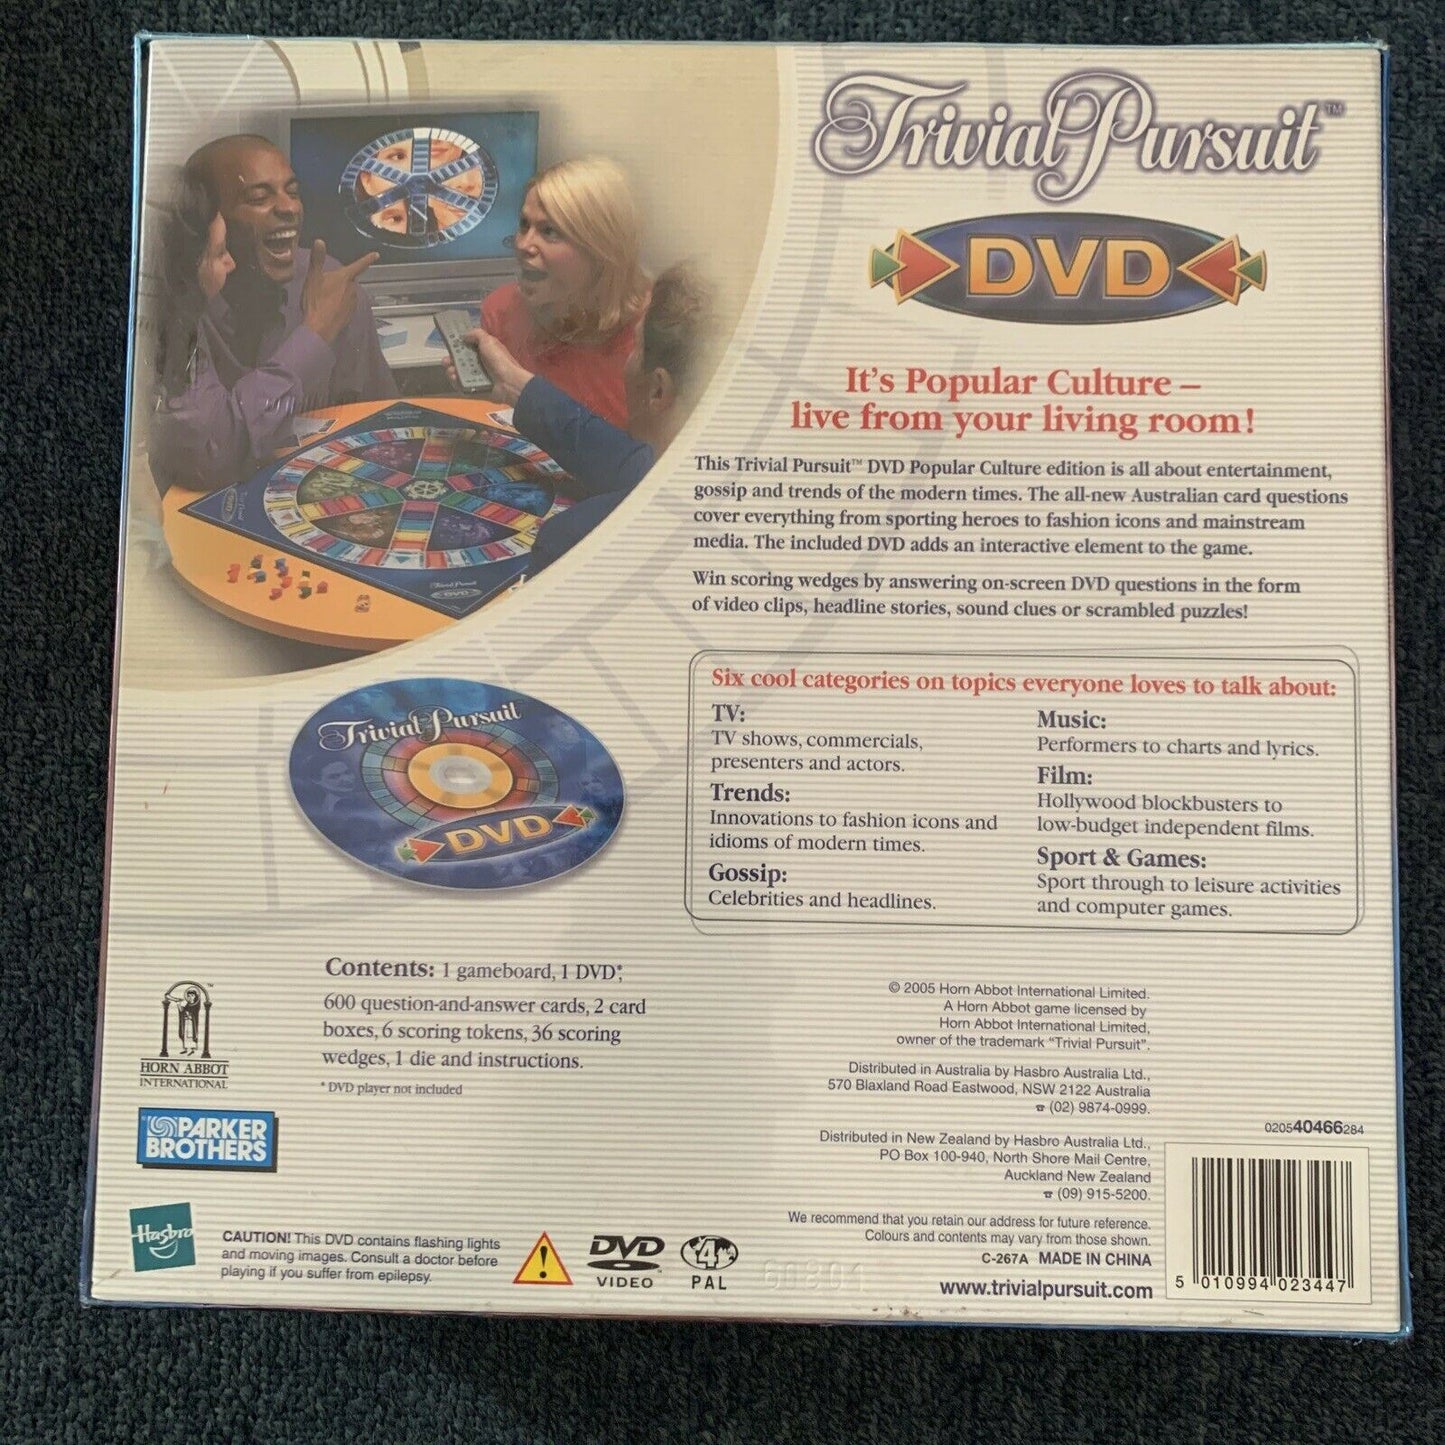 Trivial Pursuit™
DVD
It's Popular Culture –
live from your living room!
This Trivial Pursuit™ DVD Popular Culture edition is all about entertainment,
gossip and trends of the modern times. The all-new Australian card questions
cover everything from sporting heroes to fashion icons and mainstream
media. The included DVD adds an interactive element to the game.
Win scoring wedges by answering on-screen DVD questions in the form
of video clips, headline stories, sound clues or scrambled puzzles!
Six cool categories on topics everyone loves to talk about:
TV:
TV shows, commercials,
presenters and actors.
Trends:
Innovations to fashion icons and
idioms of modern times.
Gossip:
Celebrities and headlines.
Music:
Performers to charts and lyrics.
Film:
Hollywood blockbusters to
low-budget independent films.
Sport & Games:
Sport through to leisure activities
and computer games.
Trivial Pursuit
DVD
Trivial Pursuit
DVD
Contents: 1 gameboard, 1 DVD*,
600 question-and-answer cards, 2 card
boxes, 6 scoring tokens, 36 scoring
wedges, 1 die and instructions.
* DVD player not included
HORN ABBOT
INTERNATIONAL
PARKER
BROTHERS
Hasbro
CAUTION! This DVD contains flashing lights
and moving images. Consult a doctor before
playing if you suffer from epilepsy.
!
DVD
VIDEO
4
PAL
© 2005 Horn Abbot International Limited.
A Horn Abbot game licensed by
Horn Abbot International Limited,
owner of the trademark "Trivial Pursuit".
Distributed in Australia by Hasbro Australia Ltd.,
570 Blaxland Road Eastwood, NSW 2122 Australia
☎ (02) 9874-0999.
Distributed in New Zealand by Hasbro Australia Ltd.,
PO Box 100-940, North Shore Mail Centre,
Auckland New Zealand
☎ (09) 915-5200.
We recommend that you retain our address for future reference.
Colours and contents may vary from those shown.
C-267A MADE IN CHINA
www.trivialpursuit.com
020540466284
5 010994 023447